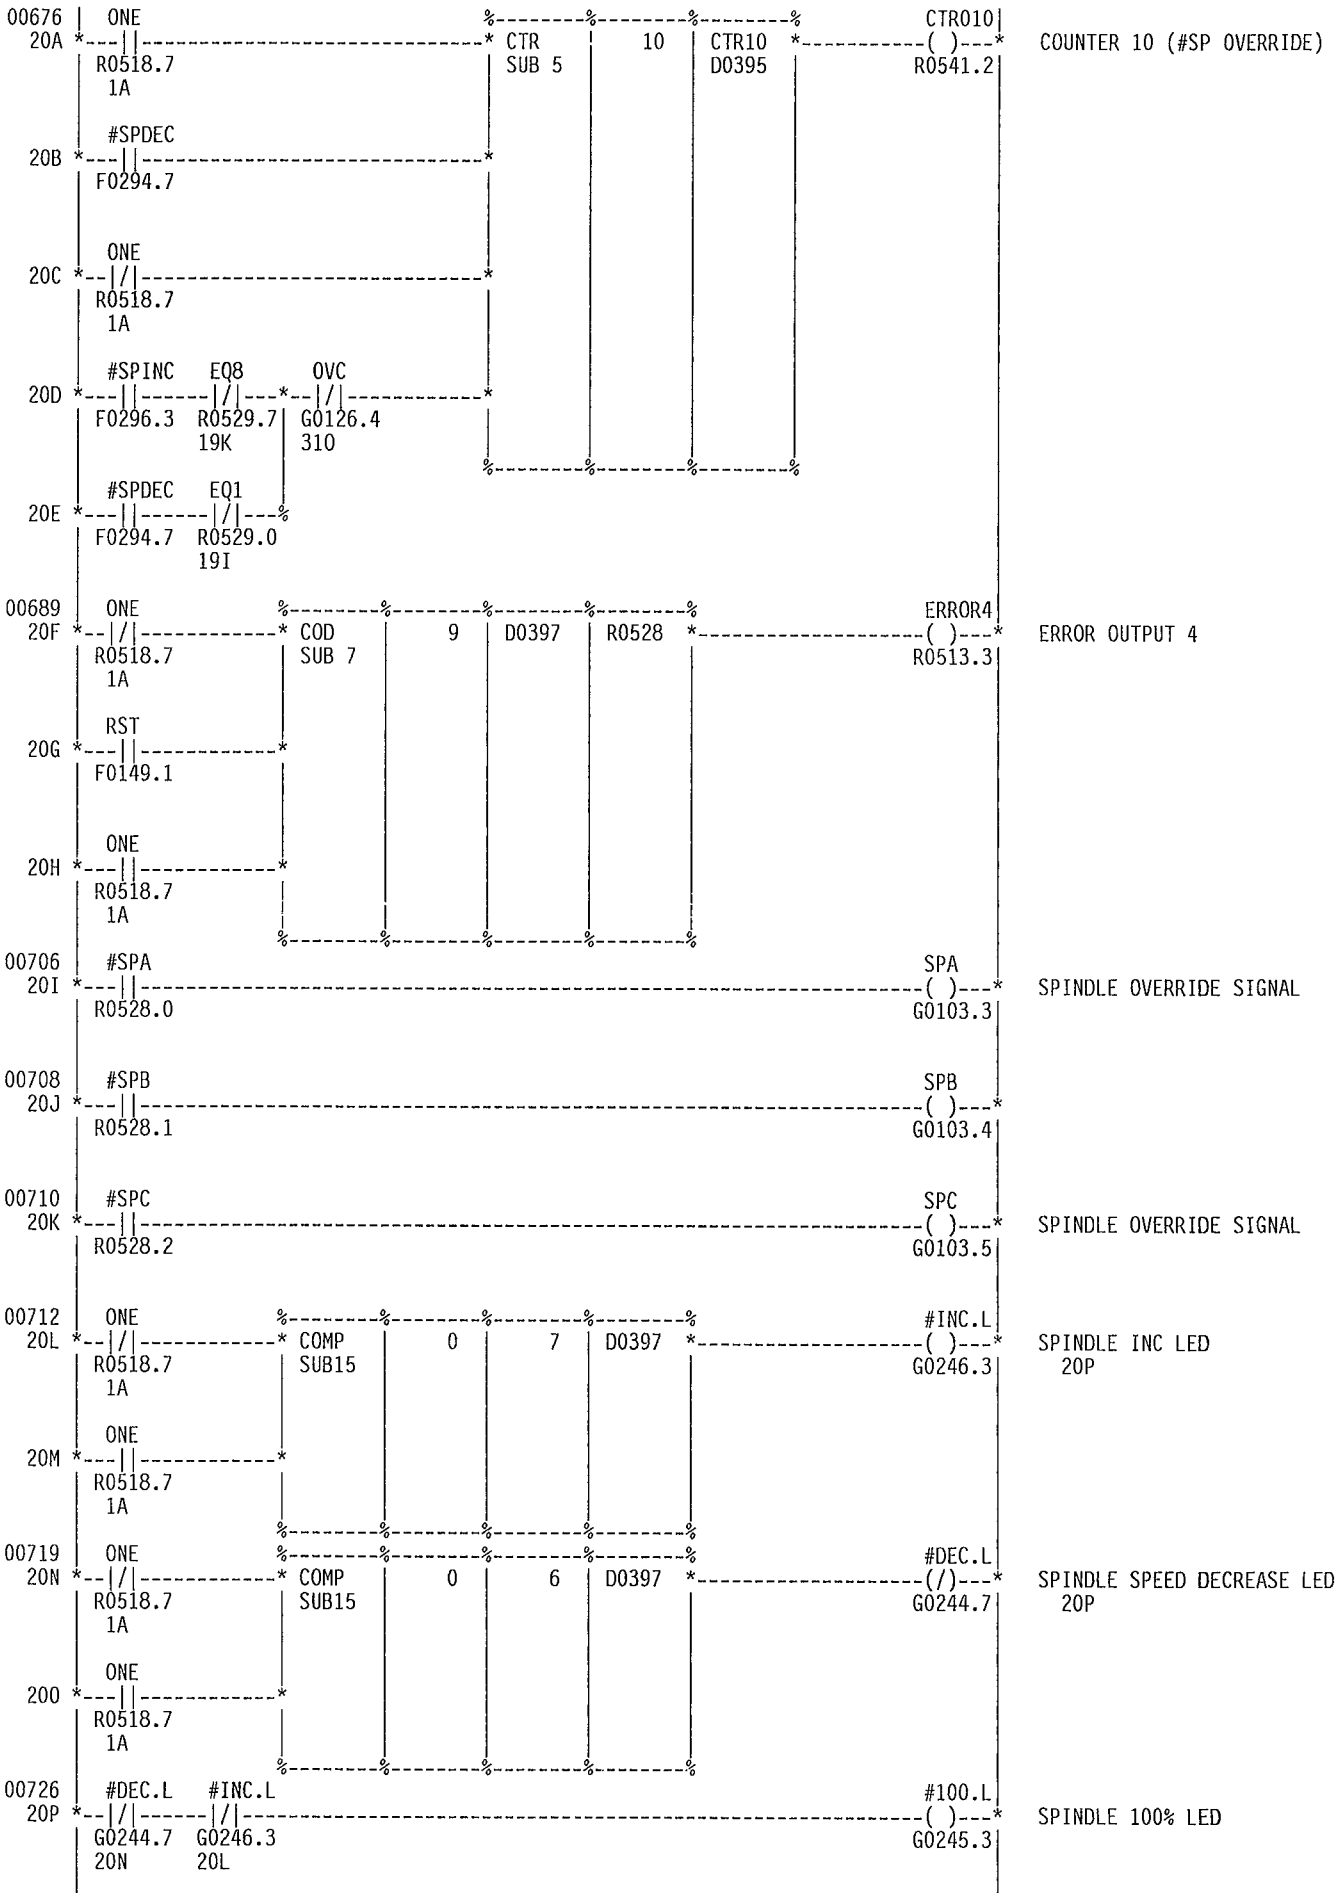 00676 ONE CTR010
20A CTR 10 CTR10 COUNTER 10 (#SP OVERRIDE)
R0518.7 SUB 5 D0395 R0541.2
1A
#SPDEC
20B
F0294.7
ONE
20C
R0518.7
1A
#SPINC EQ8 OVC
20D
F0296.3 R0529.7 G0126.4
19K 310
#SPDEC EQ1
20E
F0294.7 R0529.0
19I
00689 ONE ERROR4
20F COD 9 D0397 R0528 ERROR OUTPUT 4
R0518.7 SUB 7 R0513.3
1A
RST
20G
F0149.1
ONE
20H
R0518.7
1A
00706 #SPA SPA
20I SPINDLE OVERRIDE SIGNAL
R0528.0 G0103.3
00708 #SPB SPB
20J
R0528.1 G0103.4
00710 #SPC SPC
20K SPINDLE OVERRIDE SIGNAL
R0528.2 G0103.5
00712 ONE #INC.L
20L COMP 0 7 D0397 SPINDLE INC LED
R0518.7 SUB15 G0246.3 20P
1A
ONE
20M
R0518.7
1A
00719 ONE #DEC.L
20N COMP 0 6 D0397 SPINDLE SPEED DECREASE LED
R0518.7 SUB15 G0244.7 20P
1A
ONE
20O
R0518.7
1A
00726 #DEC.L #INC.L #100.L
20P SPINDLE 100% LED
G0244.7 G0246.3 G0245.3
20N 20L